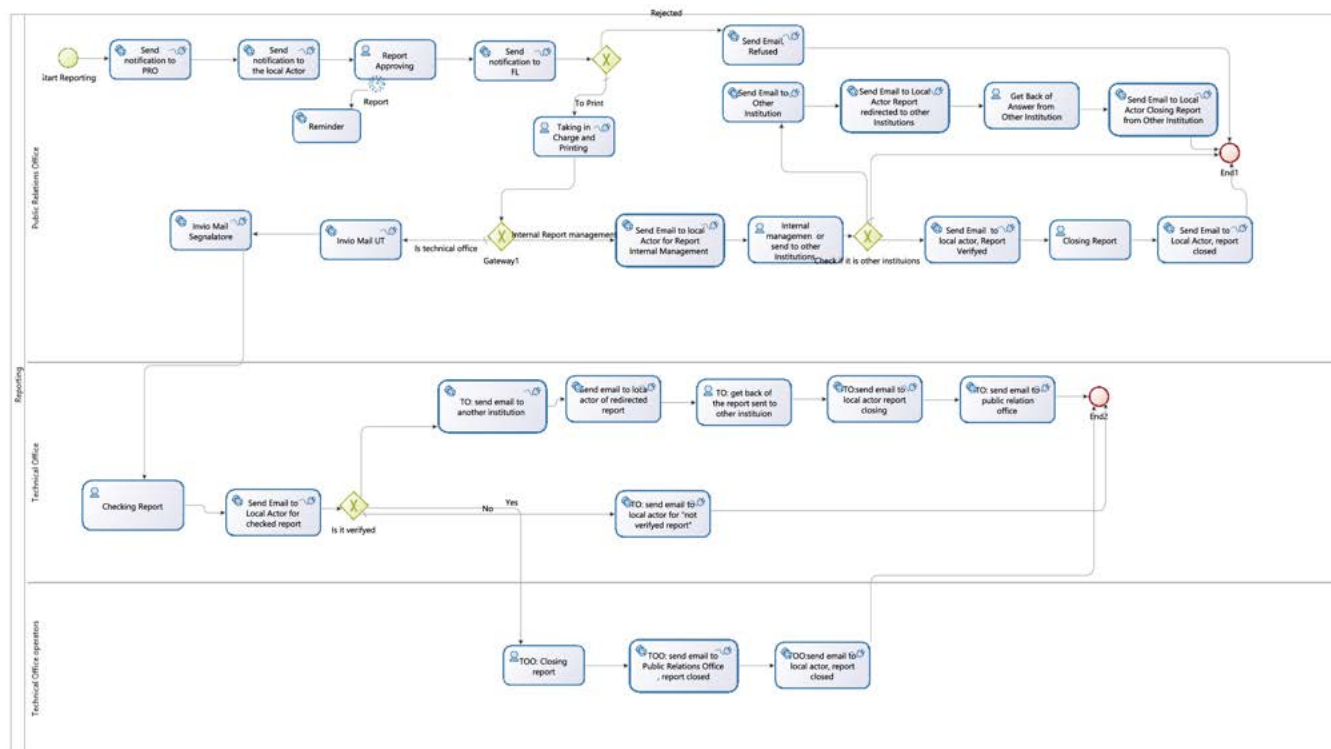 Rejected
Send
notification to
PRO
Send
notification to
the local Actor
Report
Approving
Send
notification to
FL
Send Email,
Refused
Start Reporting
Report
Reminder
To Print
Taking in
Charge and
Printing
Send Email to
Other
Institution
Send Email to Local
Actor Report
redirected to other
Institutions
Get Back of
Answer from
Other Institution
Send Email to Local
Actor Closing Report
from Other Institution
End1
Public Relations Office
Invio Mail
Segnalatore
Invio Mail UT
Is technical office
Gateway1
Internal Report management
Send Email to local
Actor for Report
Internal Management
Internal
managemen or
send to other
Institutions
Check if it is other instituions
Send Email to
local actor, Report
Verifyed
Closing Report
Send Email to
Local Actor, report
closed
Reporting
Technical Office
TO: send email to
another institution
Send email to local
actor of redirected
report
TO: get back of
the report sent to
other instituion
TO:send email to
local actor report
closing
TO: send email to
public relation
office
End2
Checking Report
Send Email to
Local Actor for
checked report
Is it verifyed
Yes
No
TO: send email to
local actor for "not
verifyed report"
Technical Office operators
TOO: Closing
report
TOO: send email to
Public Relations Office
, report closed
TOO:send email to
local actor, report
closed